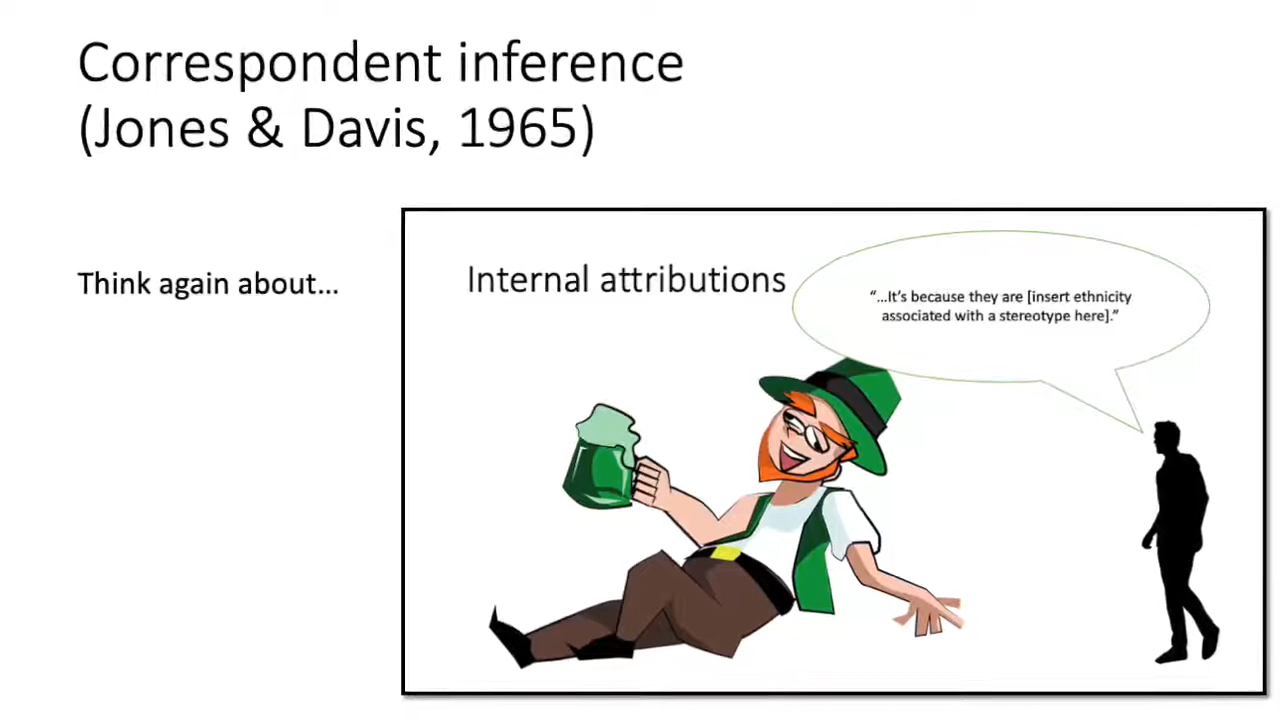 Correspondent inference
(Jones & Davis, 1965)
Think again about...
Internal attributions
“...It’s because they are [insert ethnicity
associated with a stereotype here].”